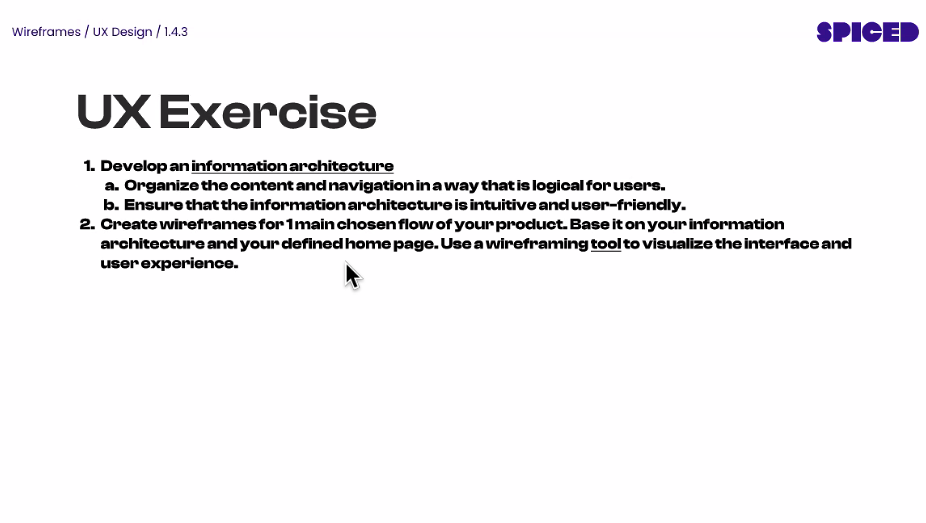 Wireframes / UX Design / 1.4.3
SPICED
UX Exercise
1. Develop an information architecture
a. Organize the content and navigation in a way that is logical for users.
b. Ensure that the information architecture is intuitive and user-friendly.
2. Create wireframes for 1 main chosen flow of your product. Base it on your information
architecture and your defined home page. Use a wireframing tool to visualize the interface and
user experience.